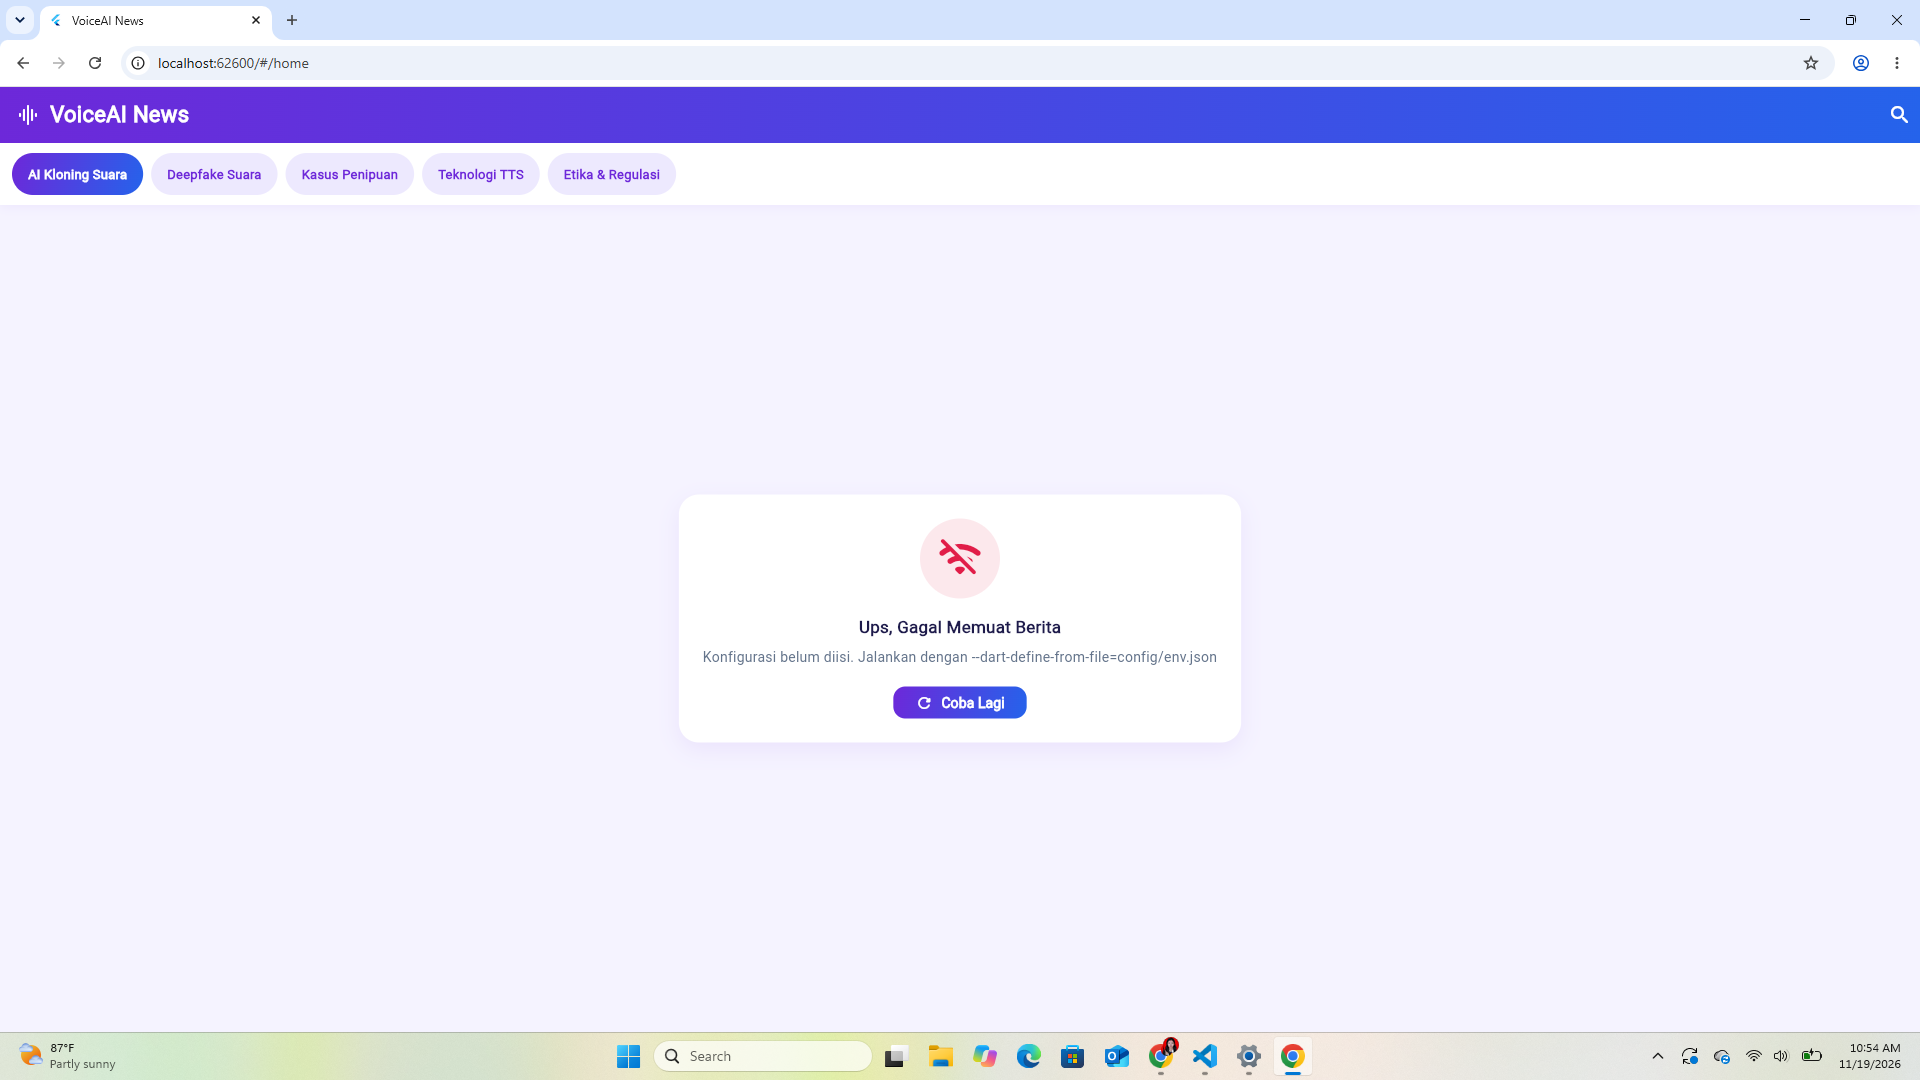 VoiceAI News
localhost:62600/#/home
VoiceAI News
AI Kloning Suara
Deepfake Suara
Kasus Penipuan
Teknologi TTS
Etika & Regulasi
Ups, Gagal Memuat Berita
Konfigurasi belum diisi. Jalankan dengan --dart-define-from-file=config/env.json
Coba Lagi
87°F
Partly sunny
Search
10:54 AM
11/19/2026